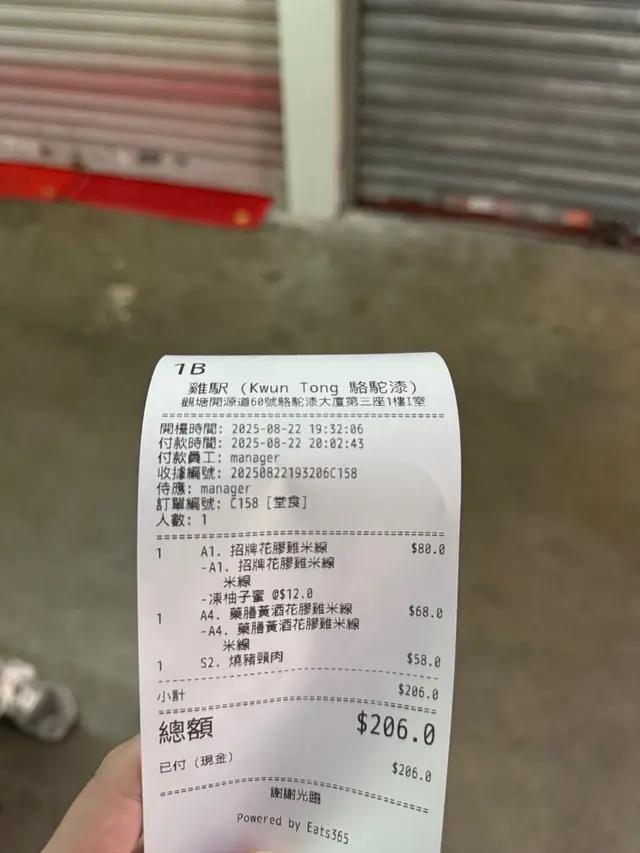 1B
雞駅 (Kwun Tong 駱駝漆)
觀塘開源道60號駱駝漆大廈第三座1樓I室
開檯時間: 2025-08-22 19:32:06
付款時間: 2025-08-22 20:02:43
付款員工: manager
收據編號: 20250822193206C158
侍應: manager
訂單編號: C158 [堂食]
人數: 1
1 A1. 招牌花膠雞米線 $80.0
-A1. 招牌花膠雞米線
米線
-凍柚子蜜 @$12.0
1 A4. 藥膳黃酒花膠雞米線 $68.0
-A4. 藥膳黃酒花膠雞米線
米線
1 S2. 燒豬頸肉 $58.0
小計 $206.0
總額 $206.0
已付 (現金) $206.0
謝謝光臨
Powered by Eats365